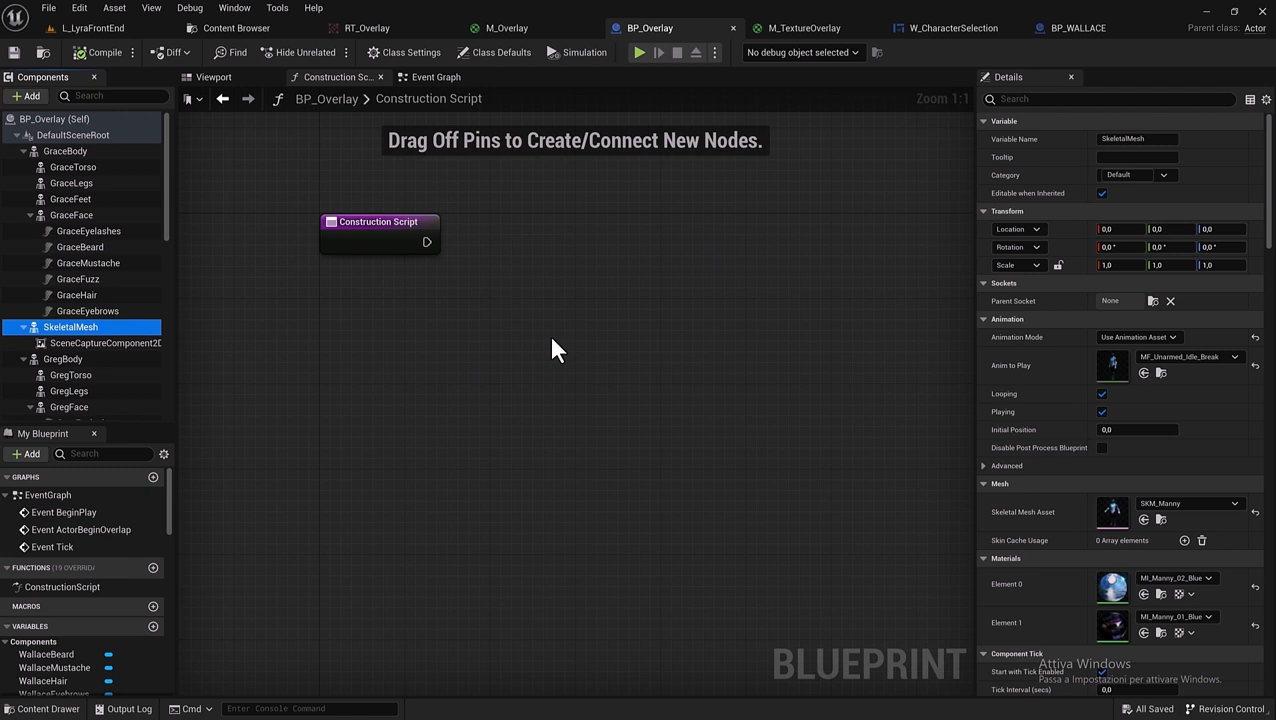 File Edit Asset View Debug Window Tools Help
Parent class: Actor
L_LyraFrontEnd Content Browser RT_Overlay M_Overlay BP_Overlay M_TextureOverlay W_CharacterSelection BP_WALLACE
Compile Diff Find Hide Unrelated Class Settings Class Defaults Simulation No debug object selected
Components
Viewport Construction Sc... Event Graph
Details
Add Search
BP_Overlay > Construction Script
Zoom 1:1
Search
BP_Overlay (Self)
DefaultSceneRoot
GraceBody
GraceTorso
GraceLegs
GraceFeet
GraceFace
GraceEyelashes
GraceBeard
GraceMustache
GraceFuzz
GraceHair
GraceEyebrows
SkeletalMesh
SceneCaptureComponent2D
GregBody
GregTorso
GregLegs
GregFace
My Blueprint
Add Search
GRAPHS
EventGraph
Event BeginPlay
Event ActorBeginOverlap
Event Tick
FUNCTIONS (19 OVERRIDA
ConstructionScript
MACROS
VARIABLES
Components
WallaceBeard
WallaceMustache
WallaceHair
WallaceEyebrows
Drag Off Pins to Create/Connect New Nodes.
Construction Script
BLUEPRINT
Variable
Variable Name SkeletalMesh
Tooltip
Category Default
Editable when Inherited
Transform
Location 0,0 0,0 0,0
Rotation 0,0 ° 0,0 ° 0,0 °
Scale 1,0 1,0 1,0
Sockets
Parent Socket None
Animation
Animation Mode Use Animation Asset
Anim to Play MF_Unarmed_Idle_Break
Looping
Playing
Initial Position 0,0
Disable Post Process Blueprint
Advanced
Mesh
Skeletal Mesh Asset SKM_Manny
Skin Cache Usage 0 Array elements
Materials
Element 0 MI_Manny_02_Blue
Element 1 MI_Manny_01_Blue
Component Tick
Start with Tick Enabled
Tick Interval (secs) 0,0
Attiva Windows
Passa a Impostazioni per attivare Windows.
Content Drawer Output Log Cmd Enter Console Command All Saved Revision Control